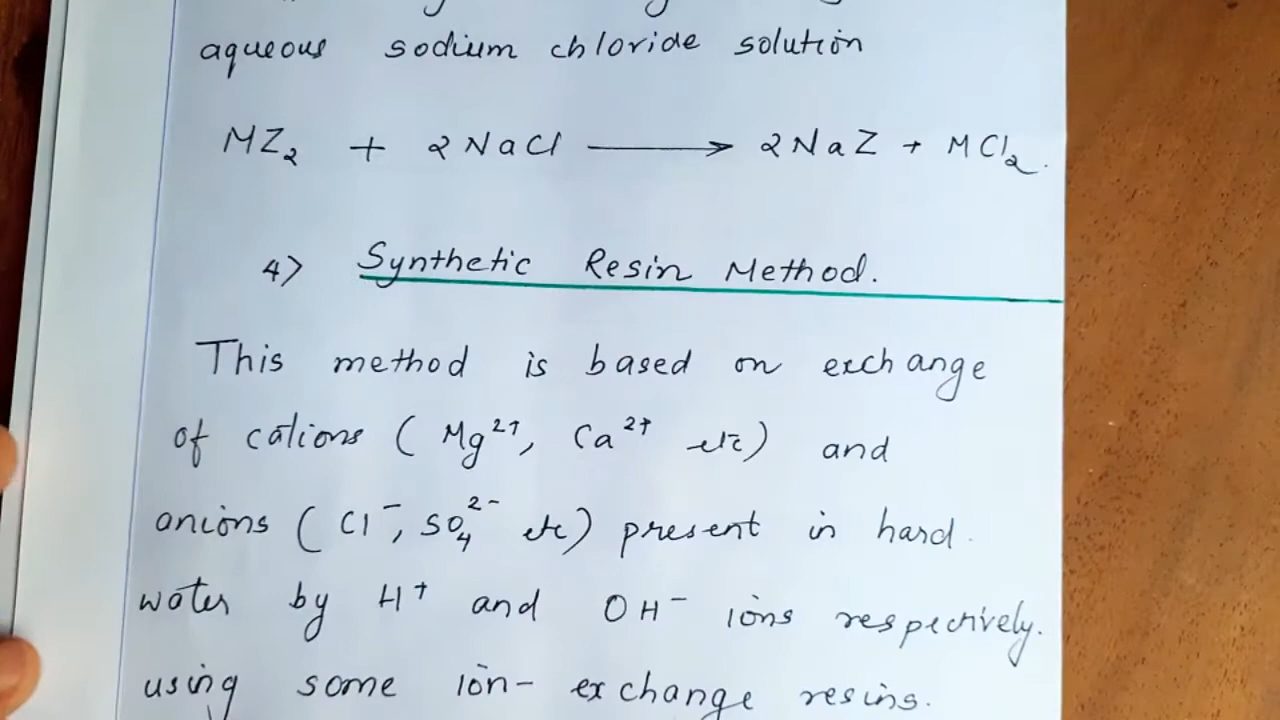 aqueous sodium chloride solution
MZ₂ + 2NaCl ⟶ 2NaZ + MCl₂.
4) Synthetic Resin Method.
This method is based on exchange
of cations ( Mg²⁺, Ca²⁺ etc) and
anions ( Cl⁻, SO₄²⁻ etc) present in hard.
water by H⁺ and OH⁻ ions respectively.
using some ion- exchange resins.